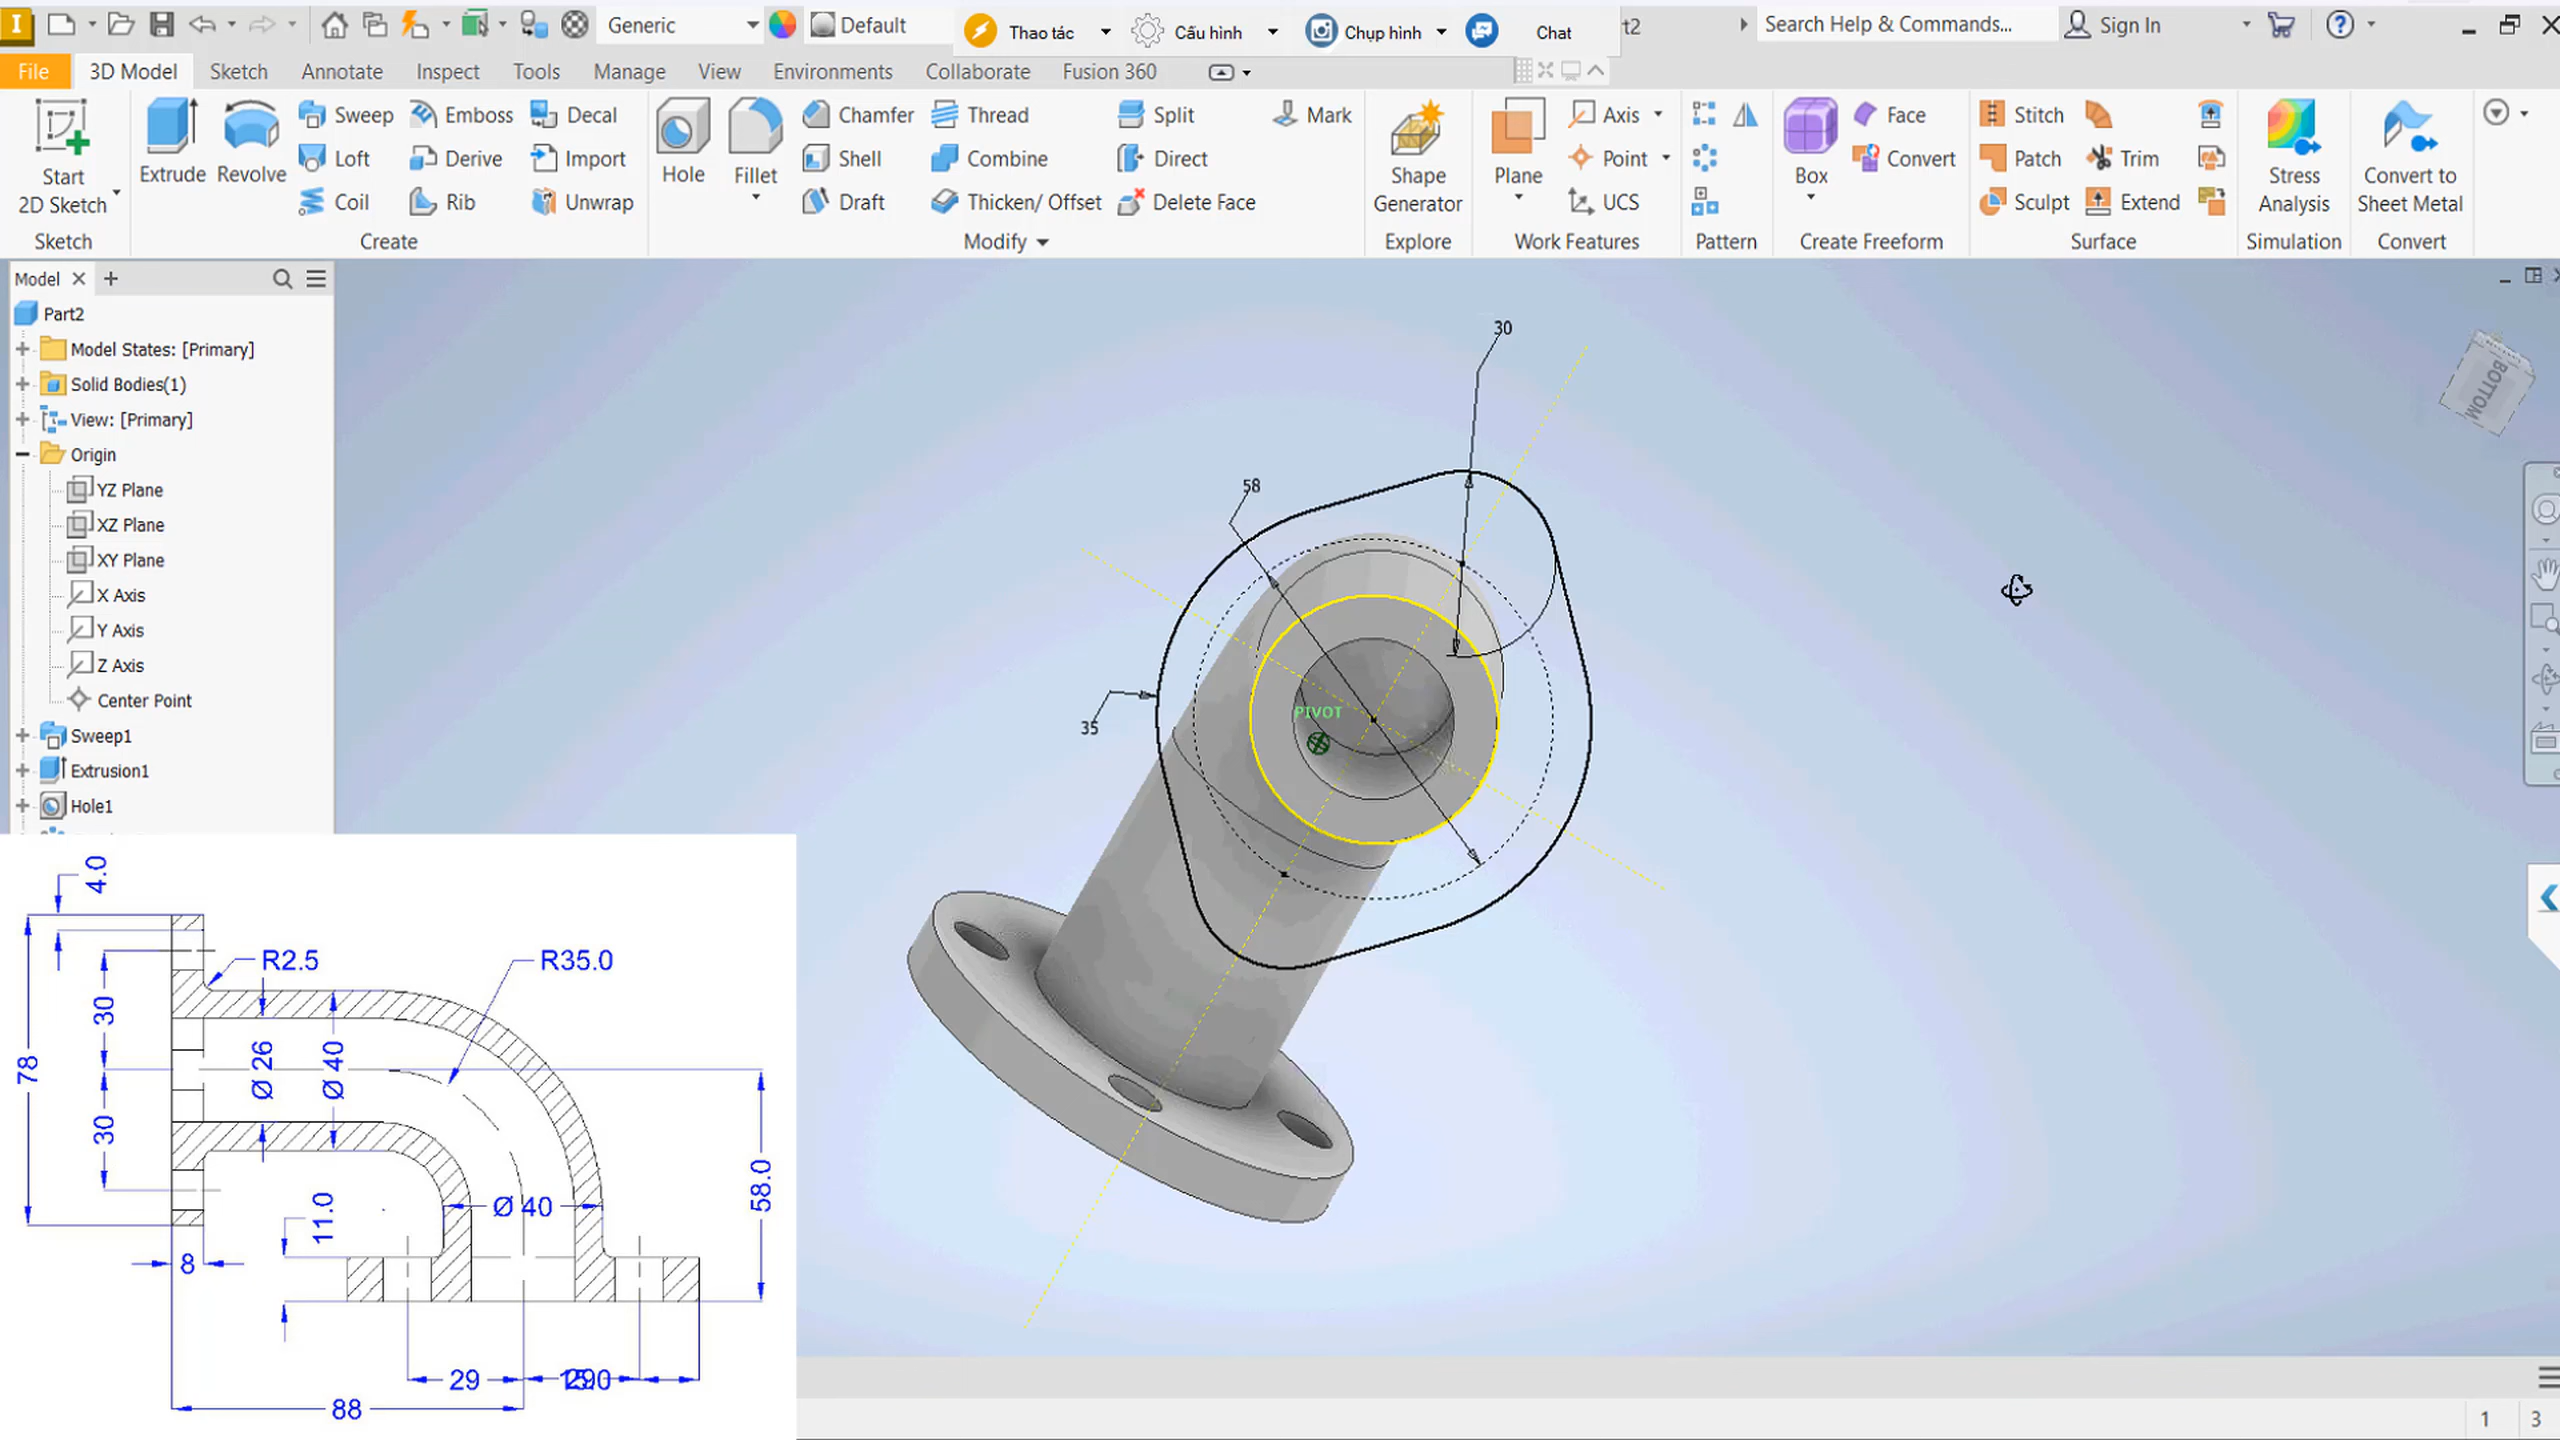 I Generic Default Thao tác Cấu hình Chụp hình Chat t2 Search Help & Commands... Sign In
File 3D Model Sketch Annotate Inspect Tools Manage View Environments Collaborate Fusion 360
Start 2D Sketch
Extrude
Revolve
Sweep
Emboss
Decal
Loft
Derive
Import
Coil
Rib
Unwrap
Hole
Fillet
Chamfer
Thread
Split
Mark
Shell
Combine
Direct
Draft
Thicken/ Offset
Delete Face
Shape Generator
Plane
Axis
Point
UCS
Box
Face
Convert
Stitch
Patch
Trim
Sculpt
Extend
Stress Analysis
Convert to Sheet Metal
Sketch Create Modify Explore Work Features Pattern Create Freeform Surface Simulation Convert
Model
Part2
Model States: [Primary]
Solid Bodies(1)
View: [Primary]
Origin
YZ Plane
XZ Plane
XY Plane
X Axis
Y Axis
Z Axis
Center Point
Sweep1
Extrusion1
Hole1
30
58
35
PIVOT
BOTTOM
4.0
R2.5
R35.0
30
78
Ø 26
Ø 40
30
58.0
11.0
Ø 40
8
29
88
1 3